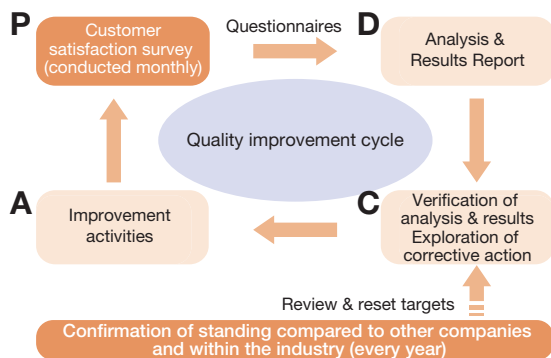 P
Customer
satisfaction survey
(conducted monthly)
Questionnaires
D
Analysis &
Results Report
Quality improvement cycle
A
Improvement
activities
C
Verification of
analysis & results
Exploration of
corrective action
Review & reset targets
Confirmation of standing compared to other companies
and within the industry (every year)